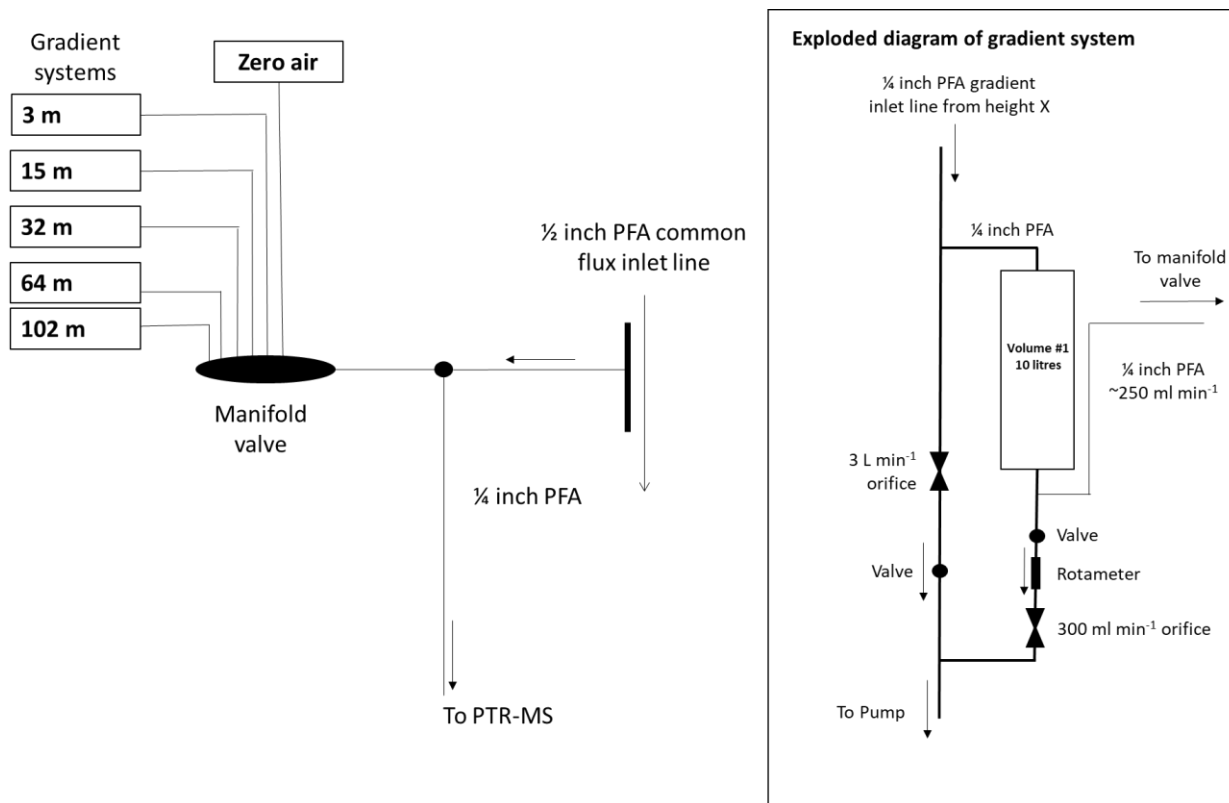 Gradient
systems
Zero air
3 m
15 m
32 m
64 m
102 m
½ inch PFA common
flux inlet line
Manifold
valve
¼ inch PFA
To PTR-MS
Exploded diagram of gradient system
¼ inch PFA gradient
inlet line from height X
¼ inch PFA
To manifold
valve
Volume #1
10 litres
¼ inch PFA
~250 ml min⁻¹
3 L min⁻¹
orifice
Valve
Valve
Rotameter
300 ml min⁻¹ orifice
To Pump